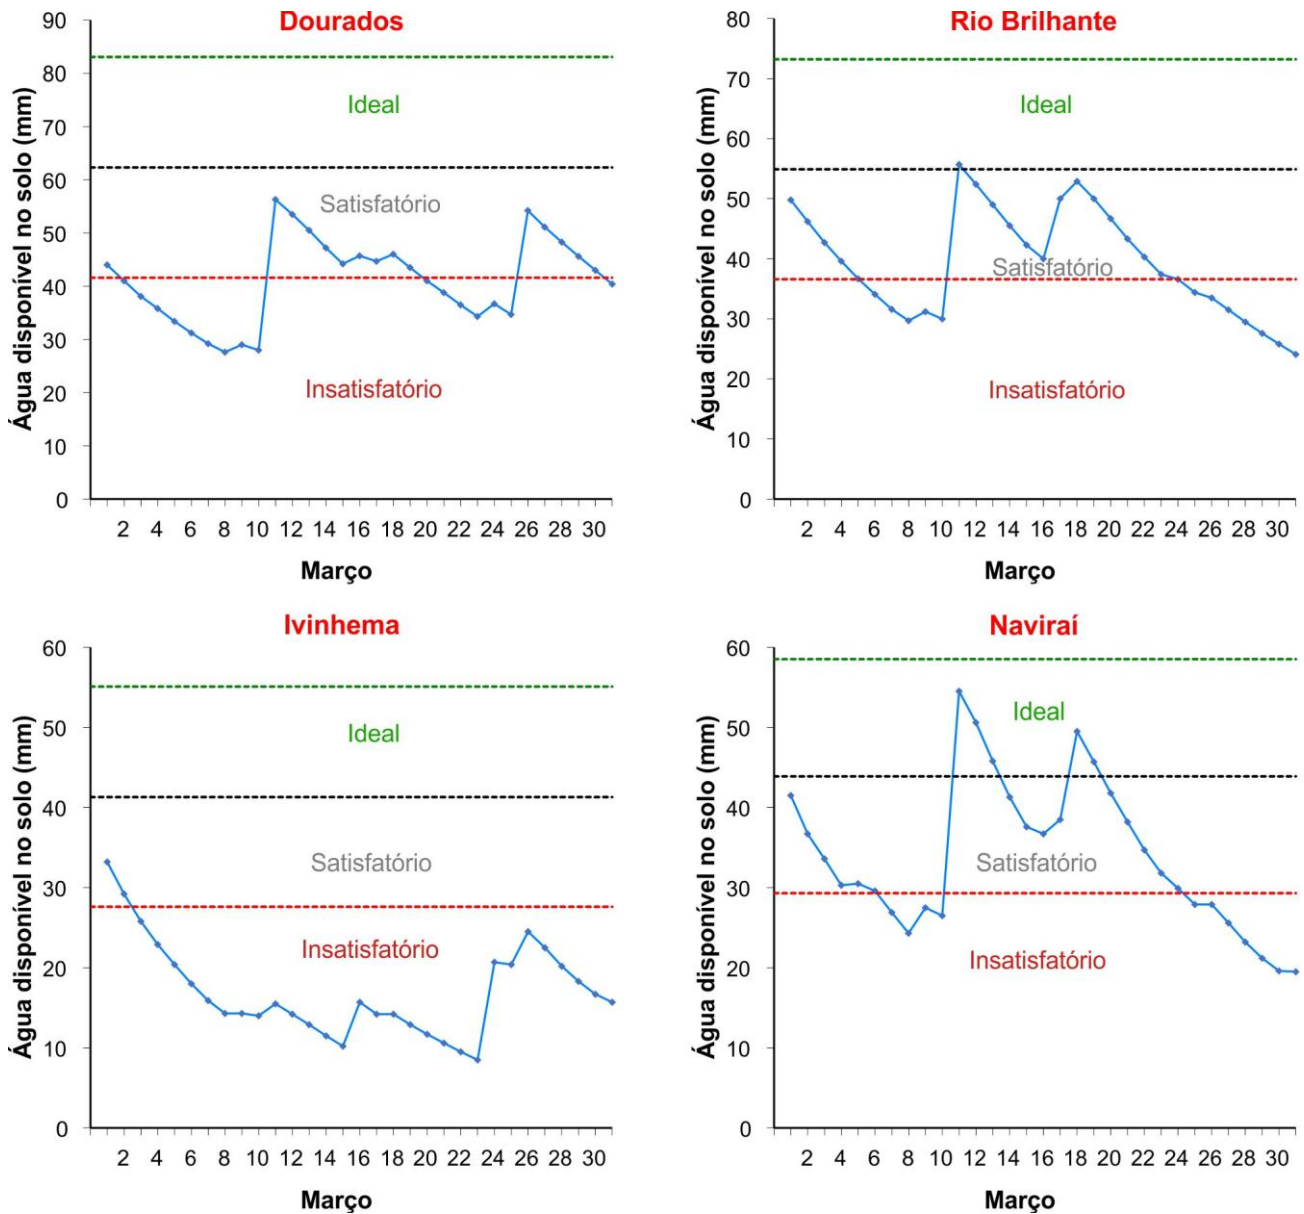 Dourados
Água disponível no solo (mm)
90
80
70
60
50
40
30
20
10
0
Ideal
Satisfatório
Insatisfatório
2 4 6 8 10 12 14 16 18 20 22 24 26 28 30
Março
Rio Brilhante
Água disponível no solo (mm)
80
70
60
50
40
30
20
10
0
Ideal
Satisfatório
Insatisfatório
2 4 6 8 10 12 14 16 18 20 22 24 26 28 30
Março
Ivinhema
Água disponível no solo (mm)
60
50
40
30
20
10
0
Ideal
Satisfatório
Insatisfatório
2 4 6 8 10 12 14 16 18 20 22 24 26 28 30
Março
Naviraí
Água disponível no solo (mm)
60
50
40
30
20
10
0
Ideal
Satisfatório
Insatisfatório
2 4 6 8 10 12 14 16 18 20 22 24 26 28 30
Março